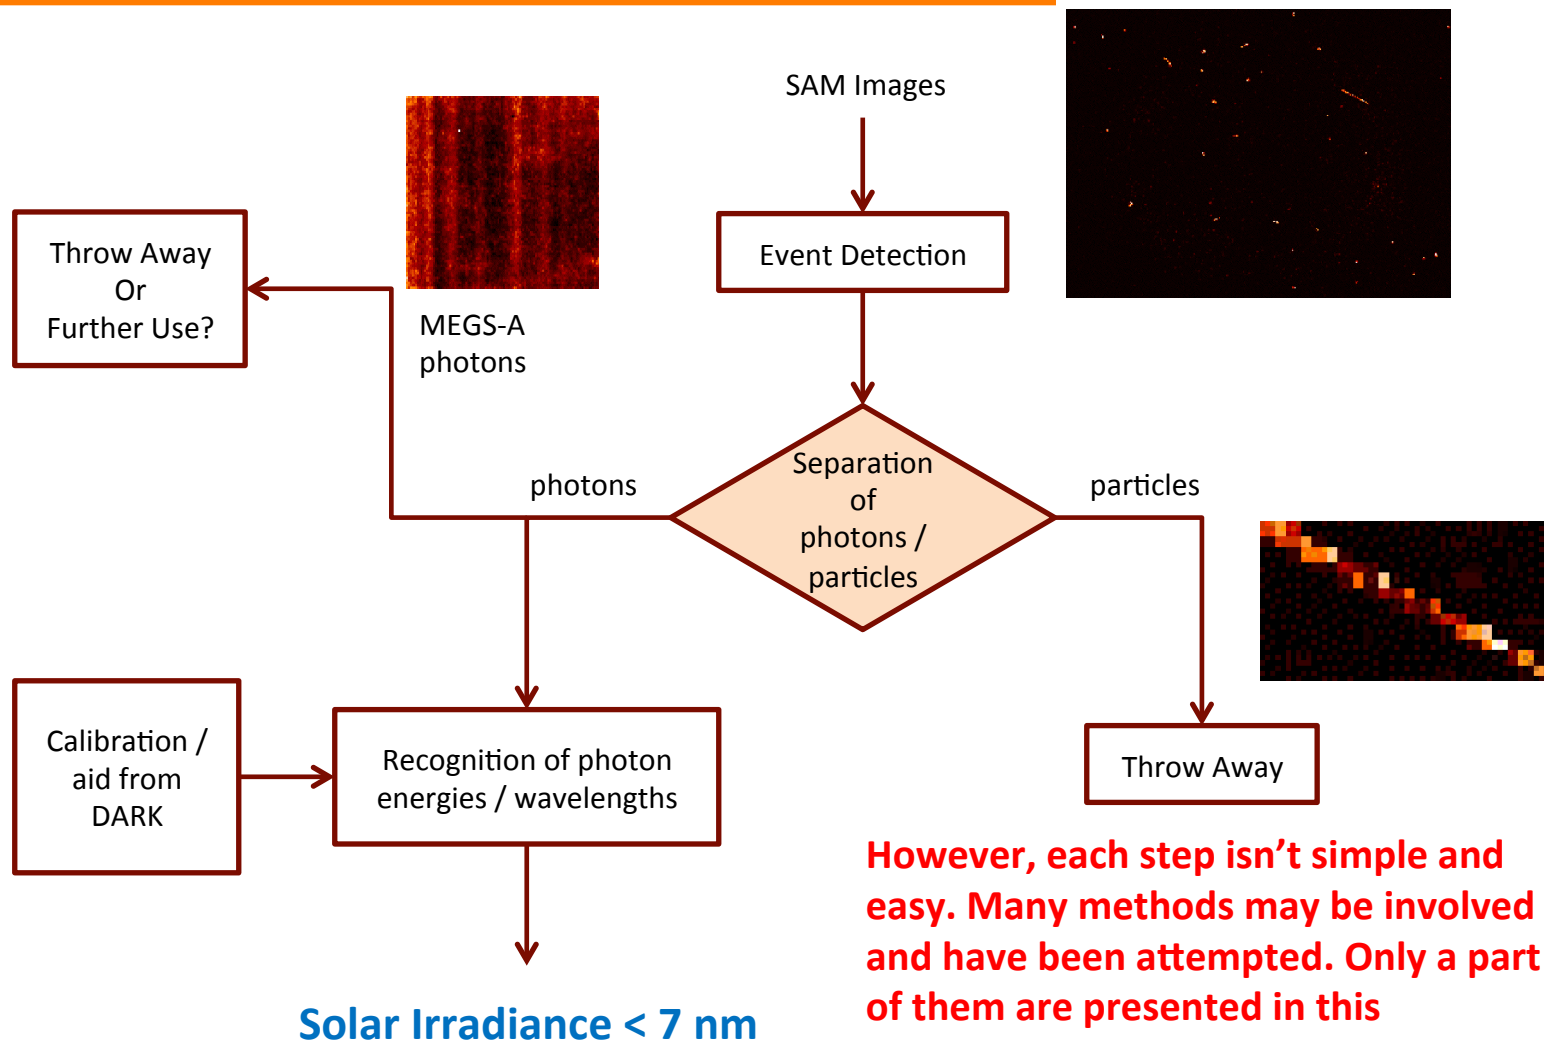 SAM Images
Event Detection
Throw Away
Or
Further Use?
MEGS-A
photons
photons
Separation
of
photons /
particles
particles
Calibration /
aid from
DARK
Recognition of photon
energies / wavelengths
Throw Away
However, each step isn’t simple and
easy. Many methods may be involved
and have been attempted. Only a part
of them are presented in this
Solar Irradiance < 7 nm